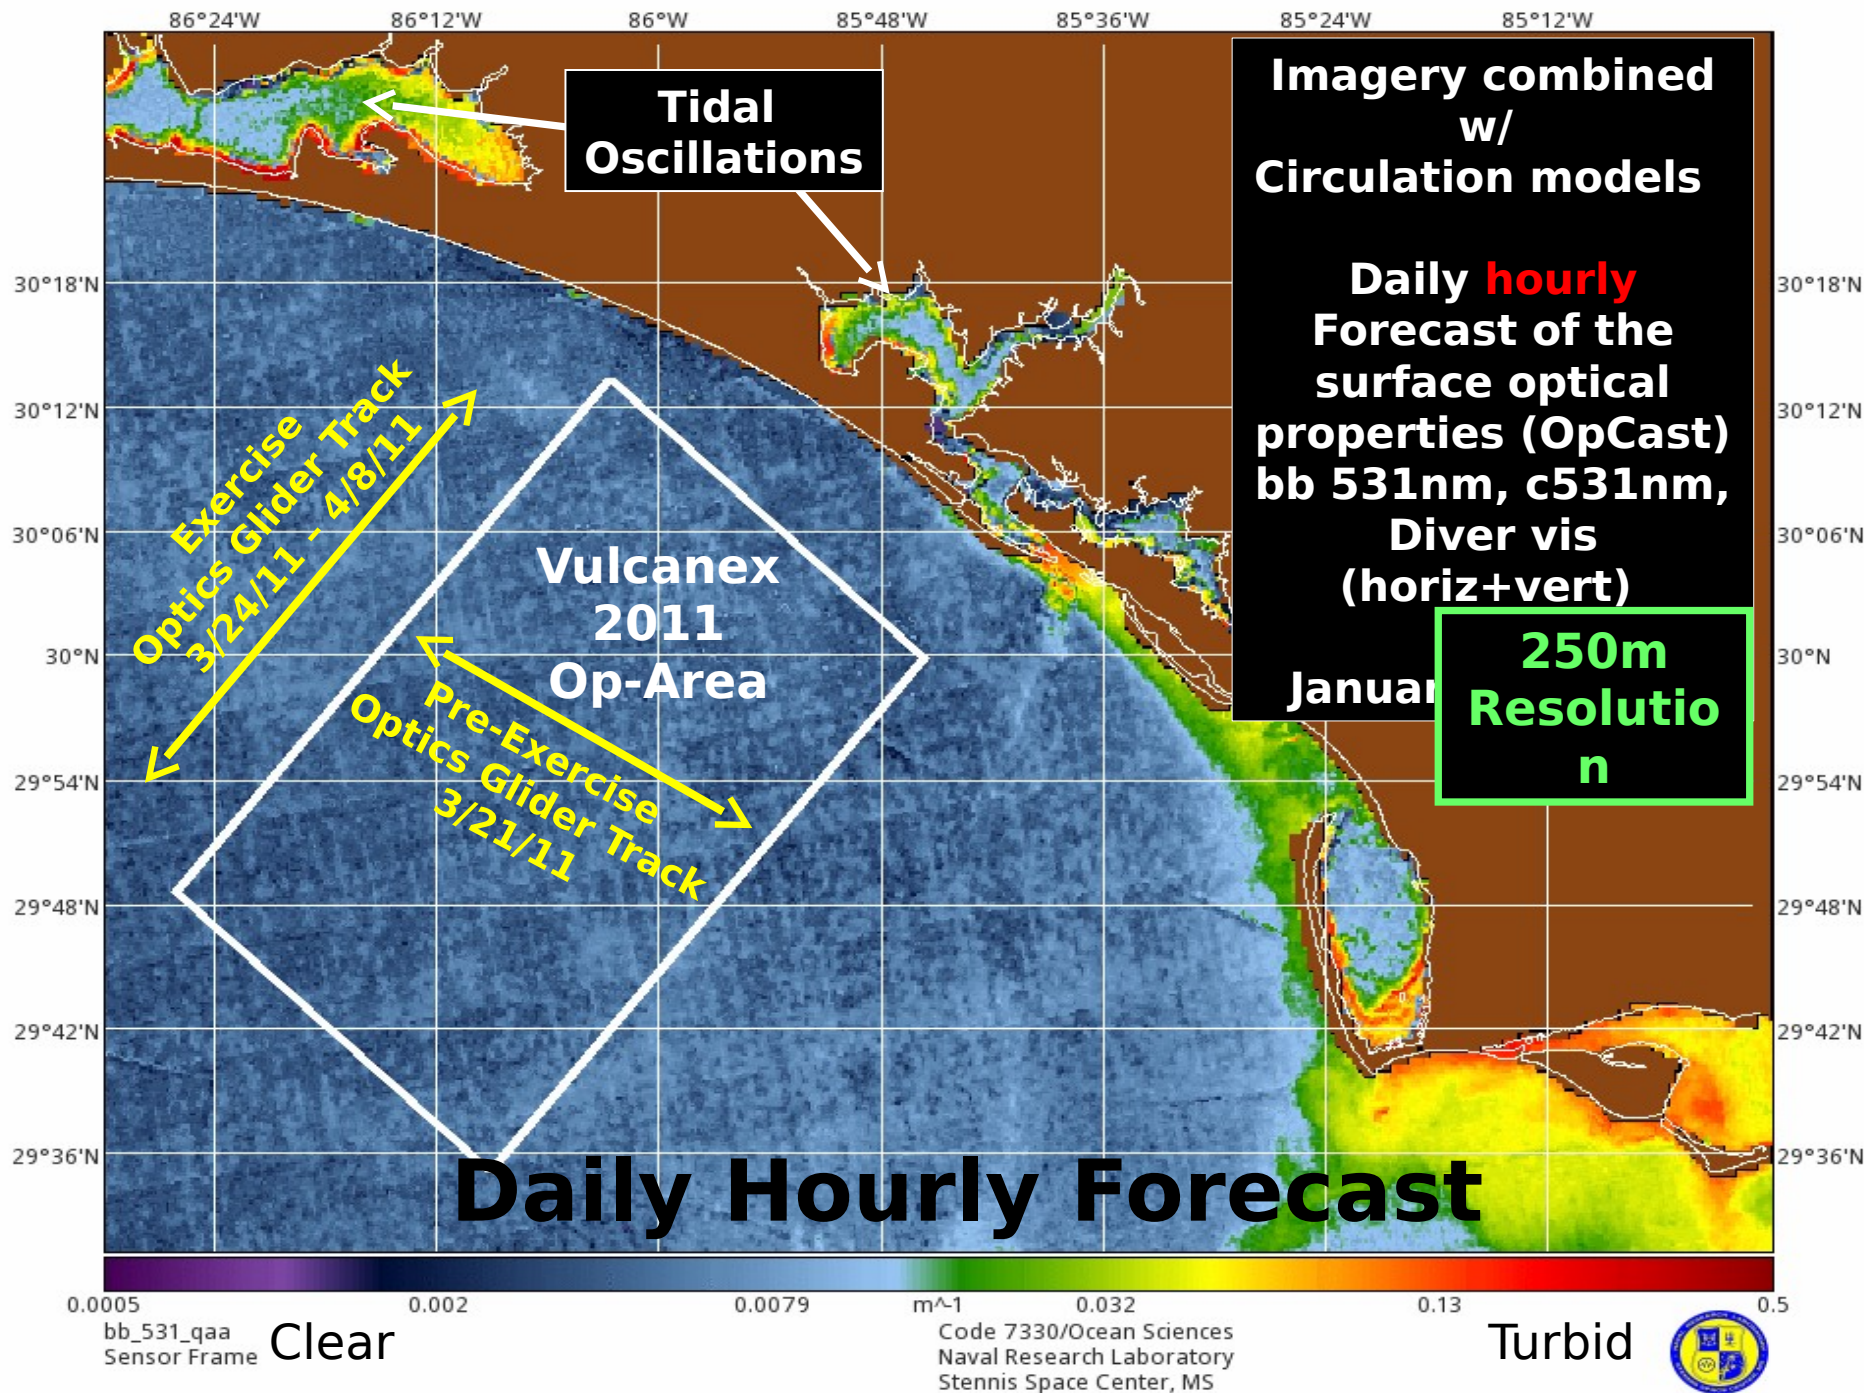 86°24'W 86°12'W 86°W 85°48'W 85°36'W 85°24'W 85°12'W
Tidal
Oscillations
Imagery combined
w/
Circulation models
Daily hourly
Forecast of the
surface optical
properties (OpCast)
bb 531nm, c531nm,
Diver vis
(horiz+vert)
250m
Resolutio
n
30°18'N 30°18'N
30°12'N 30°12'N
30°06'N 30°06'N
30°N 30°N
29°54'N 29°54'N
29°48'N 29°48'N
29°42'N 29°42'N
29°36'N 29°36'N
Exercise
Optics Glider Track
3/24/11 - 4/8/11
Vulcanex
2011
Op-Area
Pre-Exercise
Optics Glider Track
3/21/11
Daily Hourly Forecast
0.0005 0.002 0.0079 m^-1 0.032 0.13 0.5
bb_531_qaa
Sensor Frame
Clear
Code 7330/Ocean Sciences
Naval Research Laboratory
Stennis Space Center, MS
Turbid